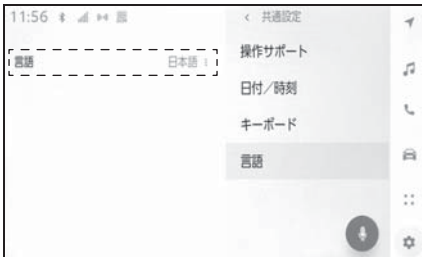 11:56
言語
日本語
共通設定
操作サポート
日付／時刻
キーボード
言語